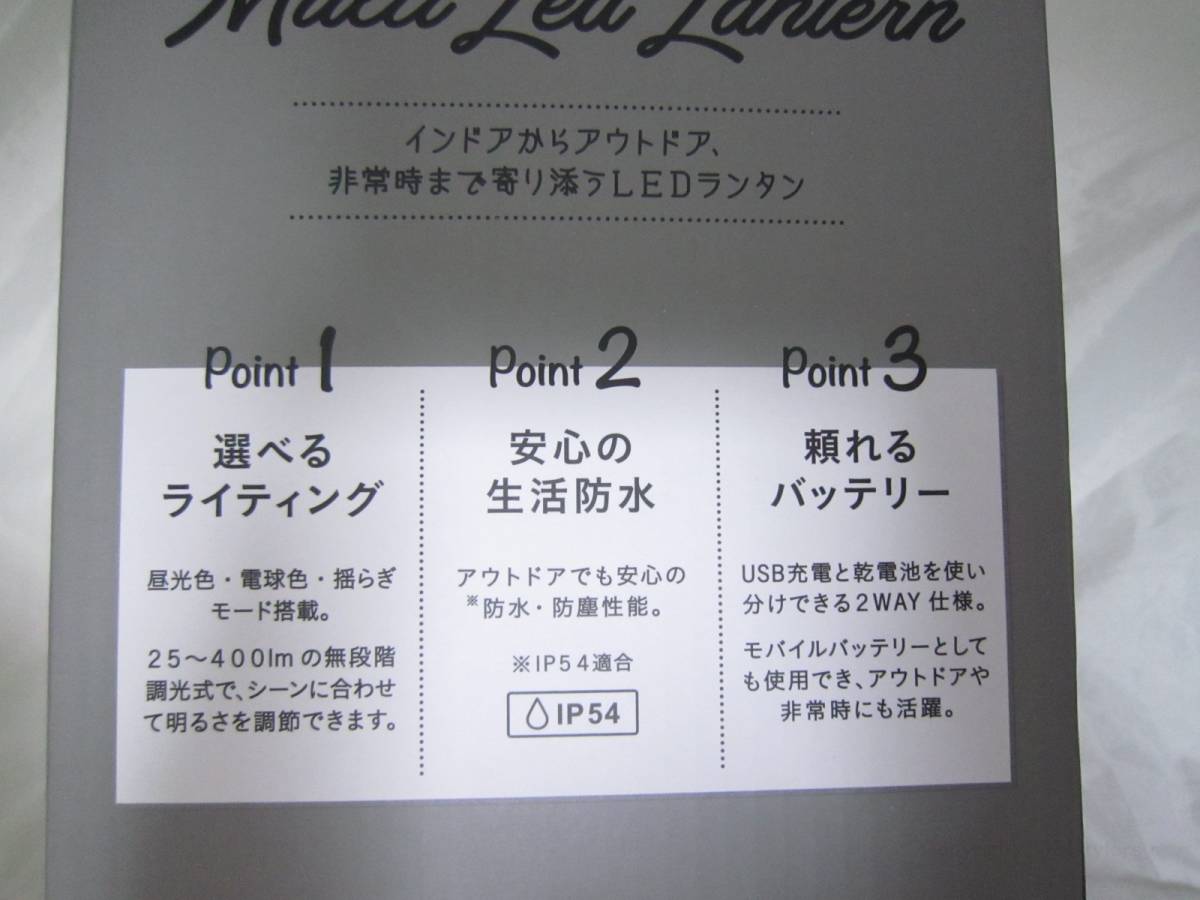 Multi Led Lantern
インドアからアウトドア、
非常時まで寄り添うLEDランタン
Point 1
選べる
ライティング
昼光色・電球色・揺らぎ
モード搭載。
25〜400lmの無段階
調光式で、シーンに合わせ
て明るさを調節できます。
Point 2
安心の
生活防水
アウトドアでも安心の
※防水・防塵性能。
※IP54適合
IP54
Point 3
頼れる
バッテリー
USB充電と乾電池を使い
分けできる2WAY仕様。
モバイルバッテリーとして
も使用でき、アウトドアや
非常時にも活躍。